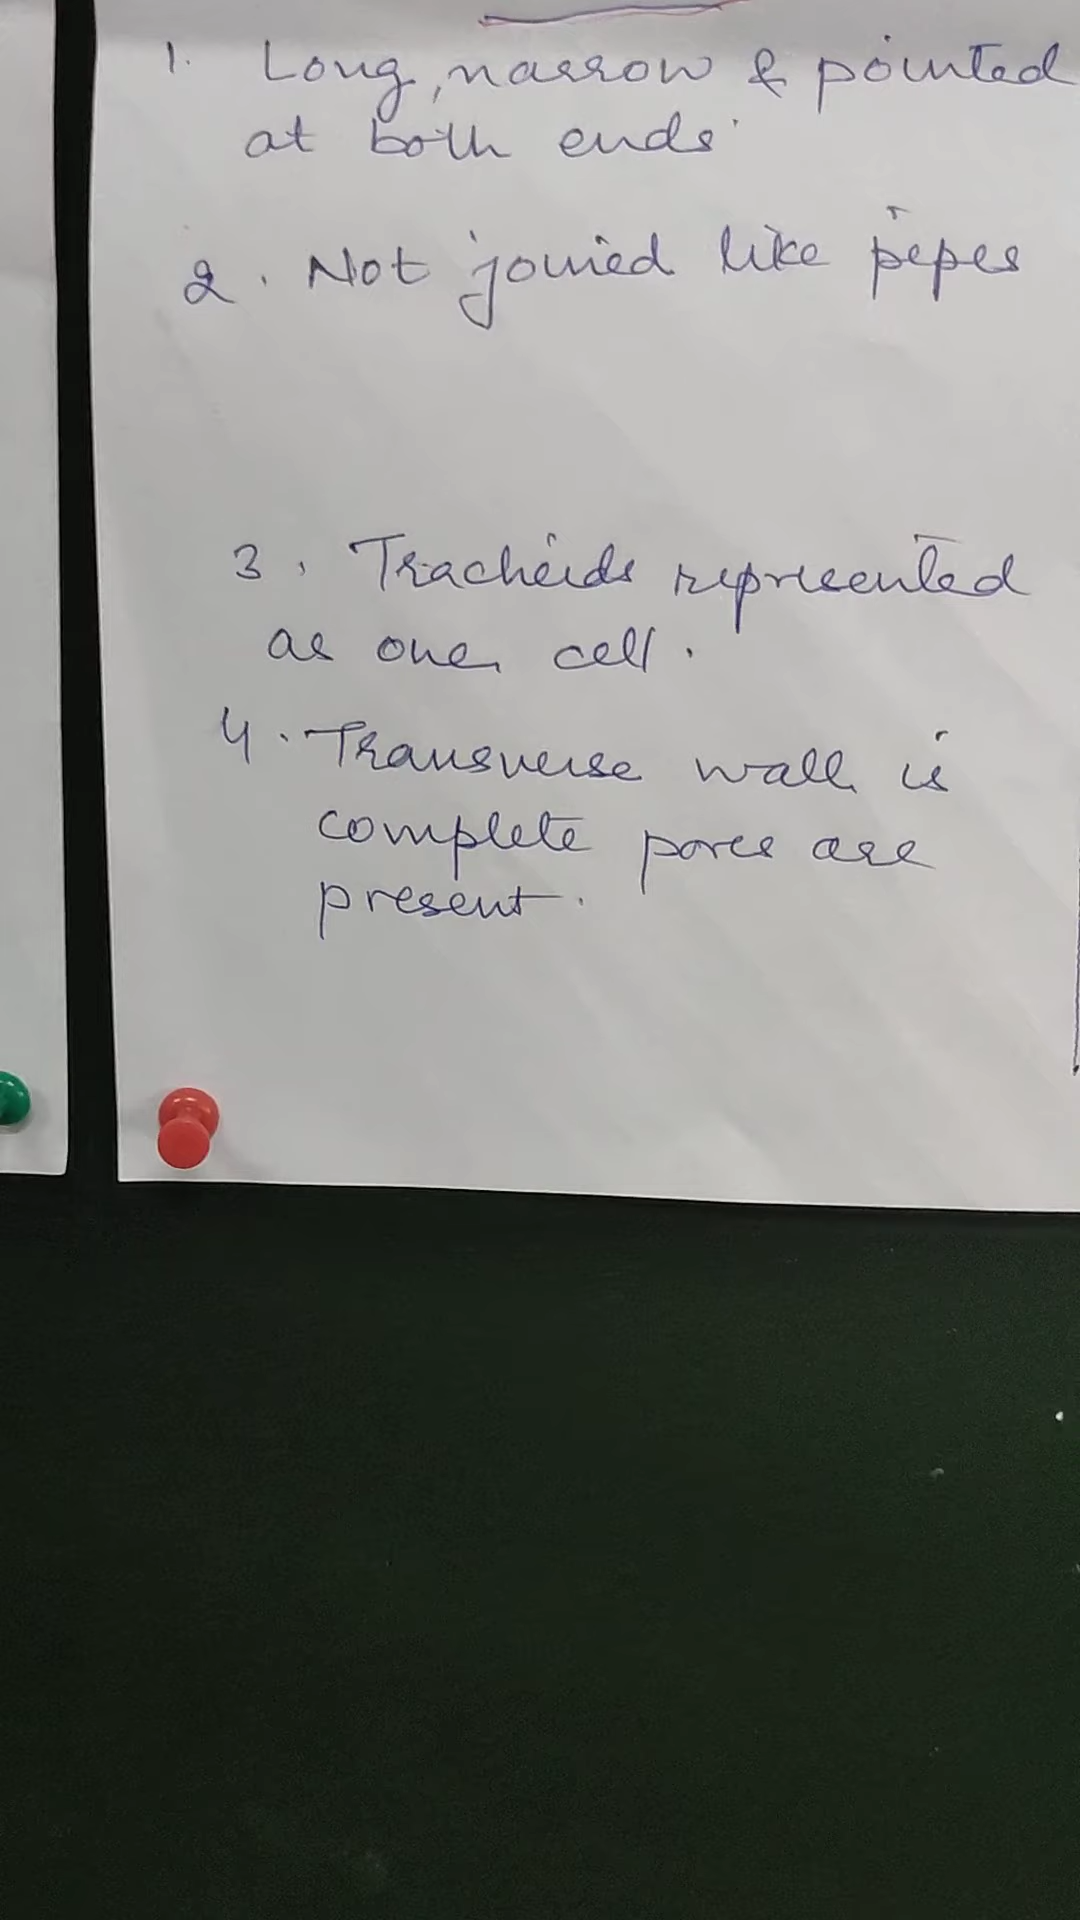 1. Long, narrow & pointed
at both ends.
2. Not joined like pipes
3. Tracheids represented
as one cell.
4. Transverse wall is
complete pores are
present.